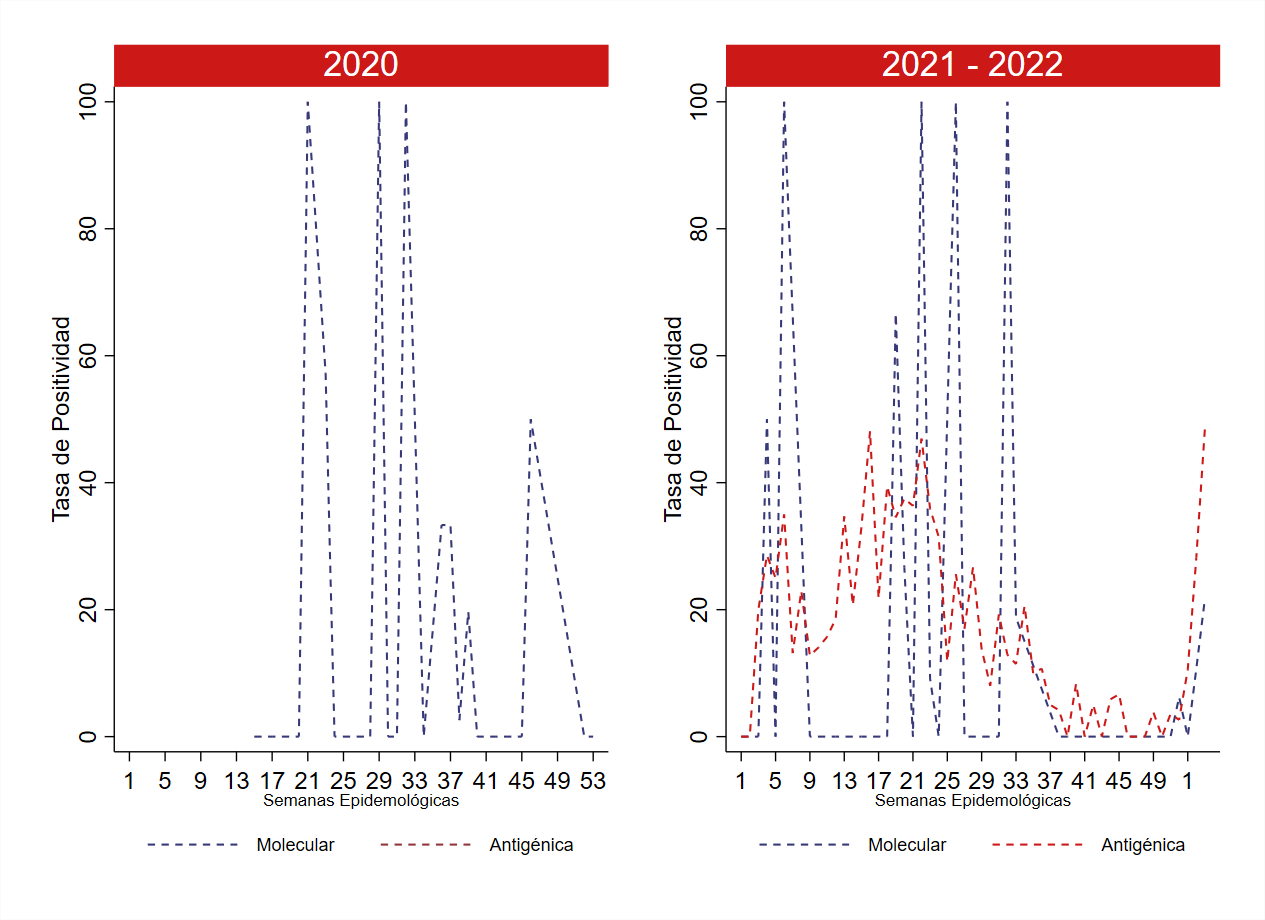 2020
Tasa de Positividad
100
80
60
40
20
0
1 5 9 13 17 21 25 29 33 37 41 45 49 53
Semanas Epidemológicas
Molecular Antigénica
2021 - 2022
Tasa de Positividad
100
80
60
40
20
0
1 5 9 13 17 21 25 29 33 37 41 45 49 1
Semanas Epidemológicas
Molecular Antigénica